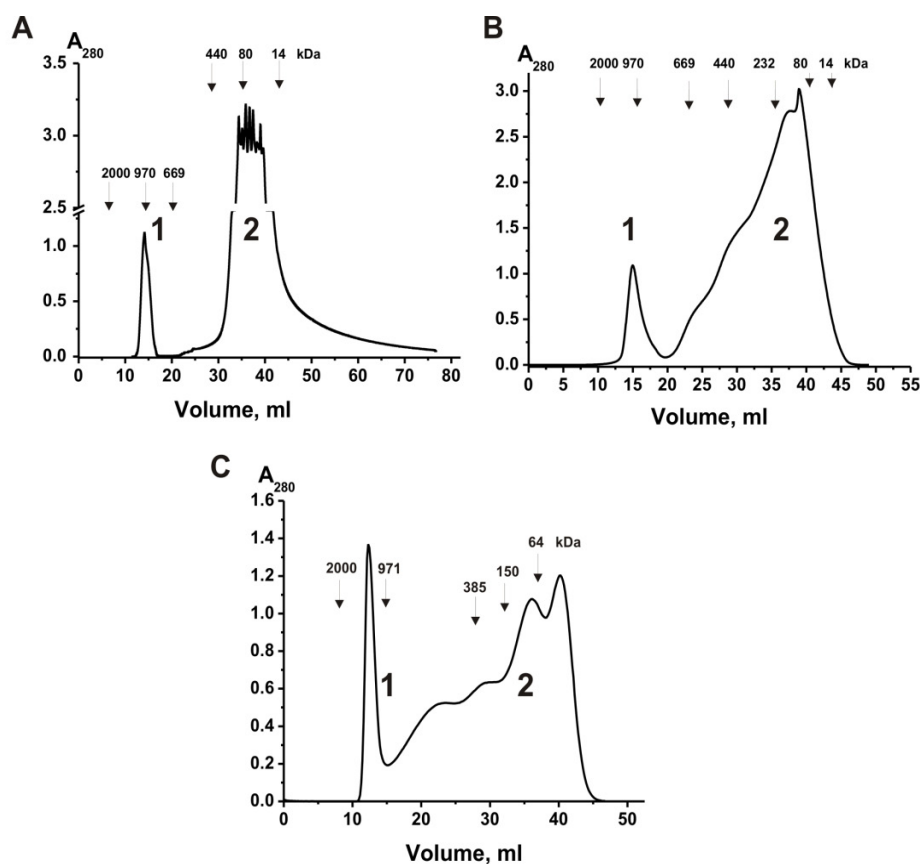 A
A280
440 80 14 kDa
3.5
3.0
2000 970 669
2.5
1 2
1.0
0.5
0.0
0 10 20 30 40 50 60 70 80
Volume, ml
B
A280
2000 970 669 440 232 80 14 kDa
3.0
2.5
2.0
1.5
1 2
1.0
0.5
0.0
0 5 10 15 20 25 30 35 40 45 50 55
Volume, ml
C
A280
1.6
1.4
64 kDa
2000 971 385 150
1.2
1.0
0.8
1 2
0.6
0.4
0.2
0.0
0 10 20 30 40 50
Volume, ml